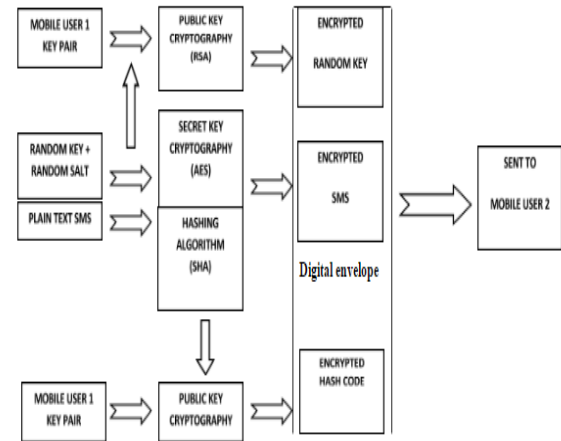 MOBILE USER 1
KEY PAIR
PUBLIC KEY
CRYPTOGRAPHY
(RSA)
ENCRYPTED
RANDOM KEY
RANDOM KEY +
RANDOM SALT
PLAIN TEXT SMS
SECRET KEY
CRYPTOGRAPHY
(AES)
HASHING
ALGORITHM
(SHA)
ENCRYPTED
SMS
SENT TO
MOBILE USER 2
Digital envelope
MOBILE USER 1
KEY PAIR
PUBLIC KEY
CRYPTOGRAPHY
ENCRYPTED
HASH CODE